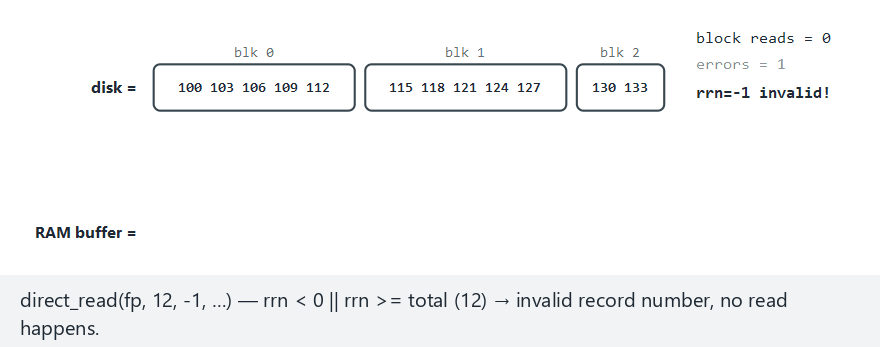 blk 0 blk 1 blk 2
disk = 100 103 106 109 112 115 118 121 124 127 130 133
block reads = 0
errors = 1
rrn=-1 invalid!
RAM buffer =
direct_read(fp, 12, -1, ...) — rrn < 0 || rrn >= total (12) → invalid record number, no read
happens.